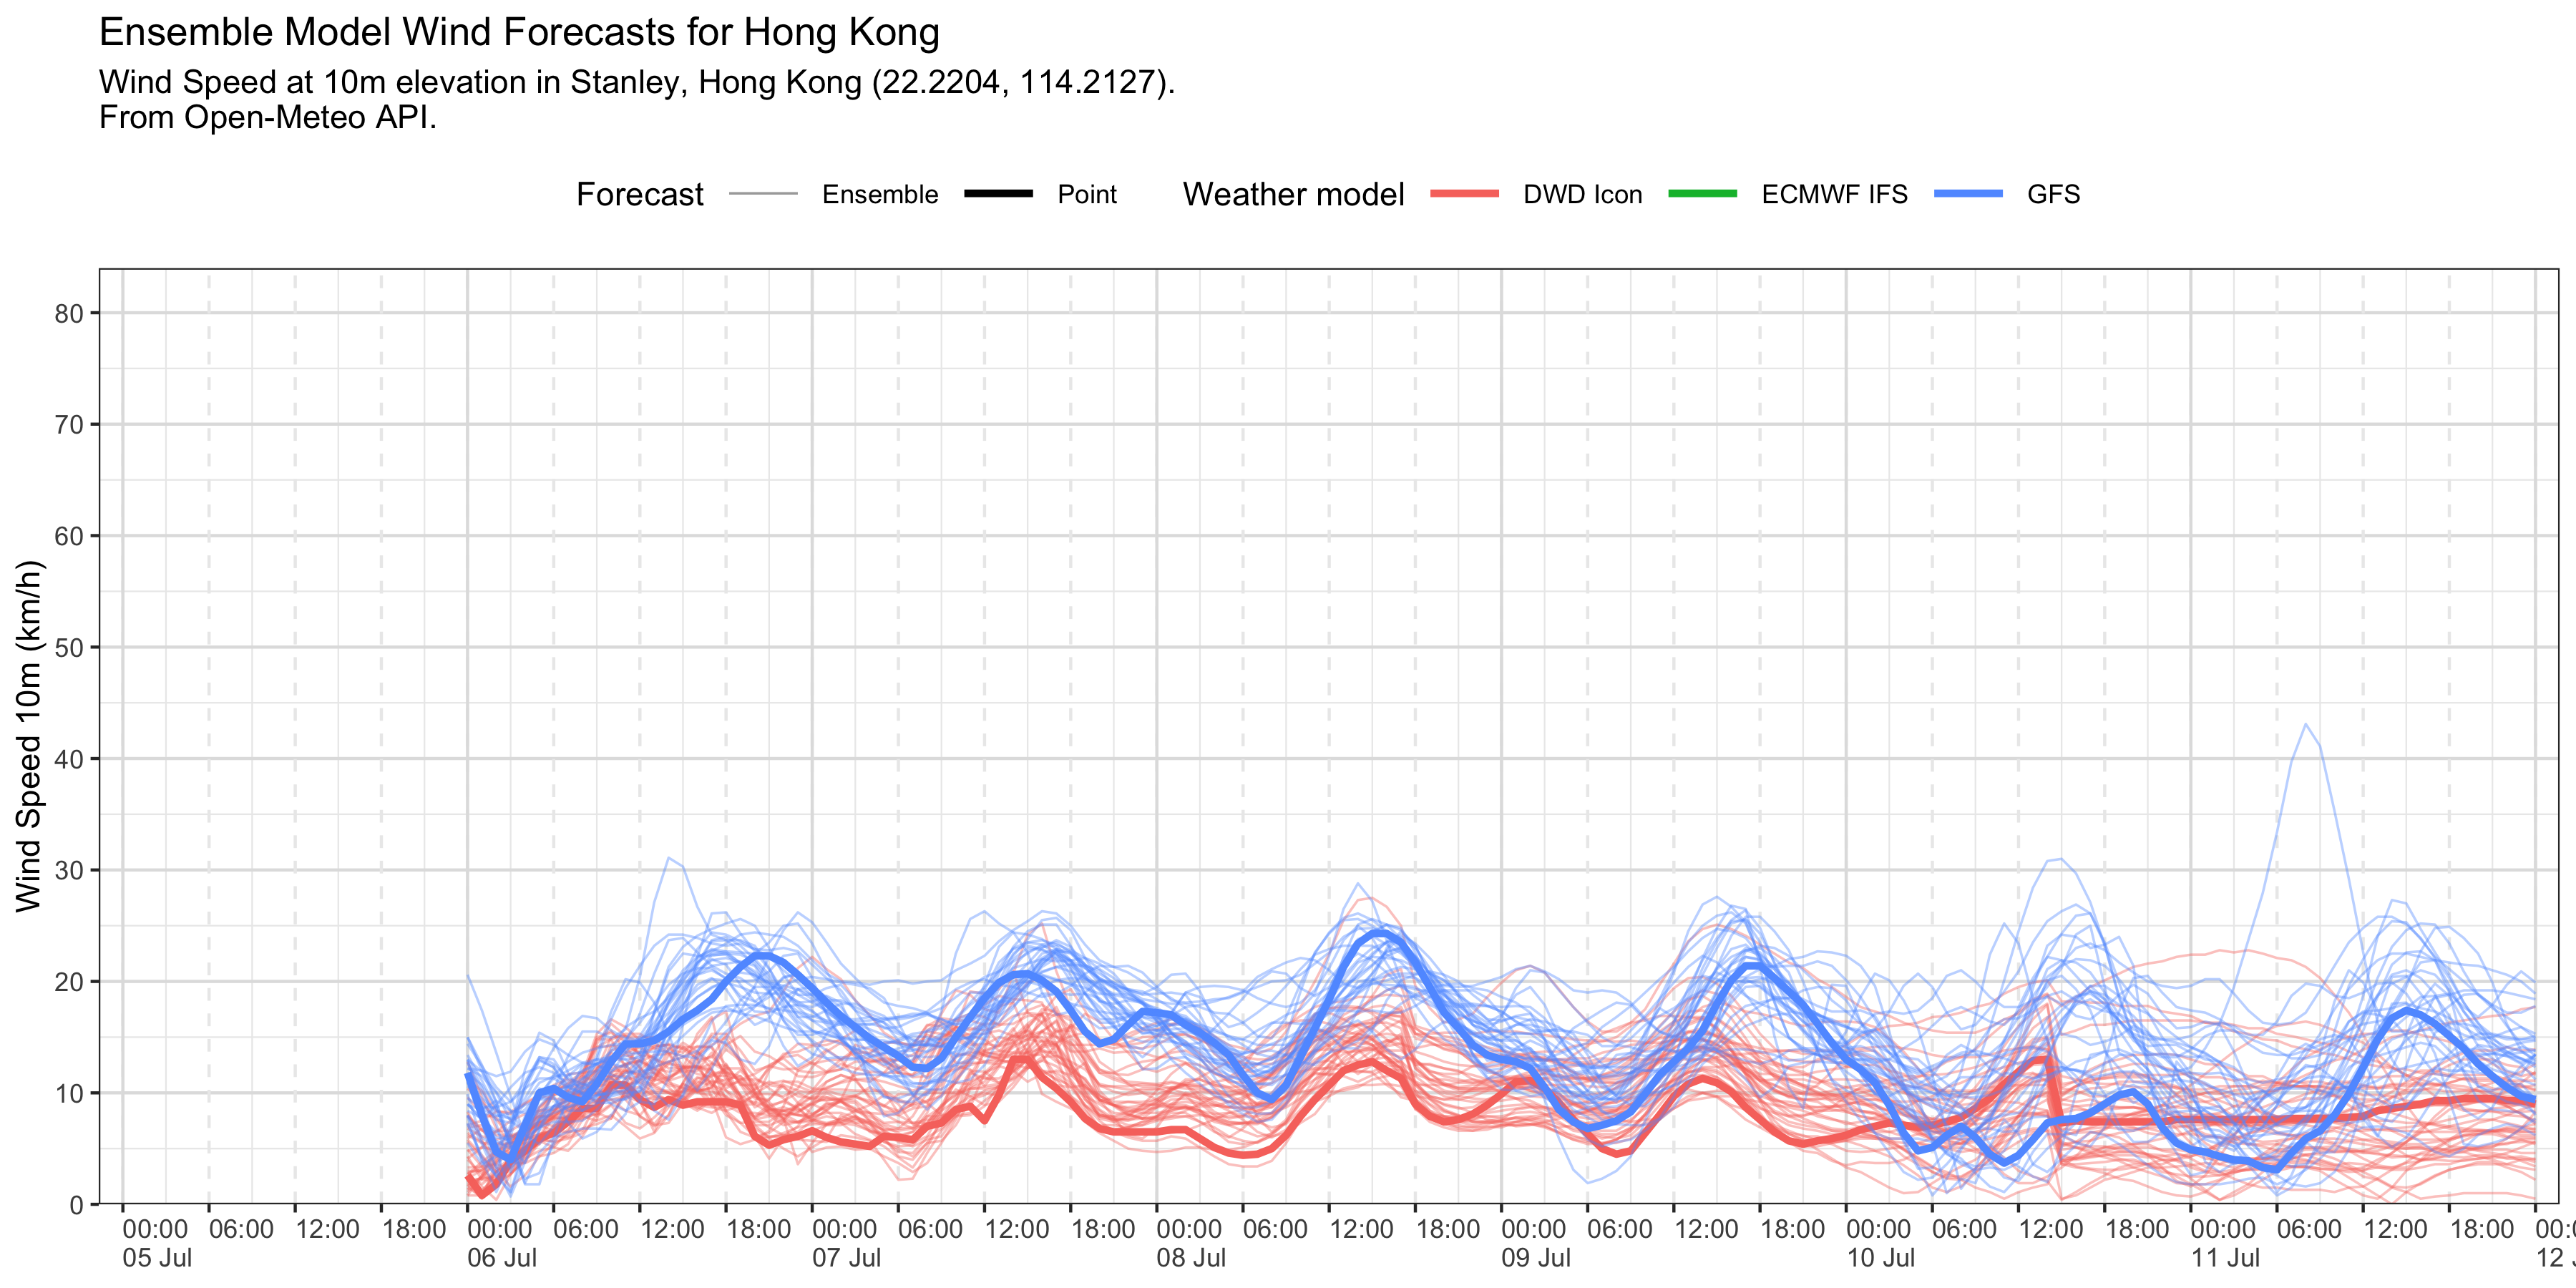 Ensemble Model Wind Forecasts for Hong Kong
Wind Speed at 10m elevation in Stanley, Hong Kong (22.2204, 114.2127).
From Open-Meteo API.
Forecast Ensemble Point Weather model DWD Icon ECMWF IFS GFS
Wind Speed 10m (km/h)
80
70
60
50
40
30
20
10
0
00:00 06:00 12:00 18:00 00:00 06:00 12:00 18:00 00:00 06:00 12:00 18:00 00:00 06:00 12:00 18:00 00:00 06:00 12:00 18:00 00:00 06:00 12:00 18:00 00:00 06:00 12:00 18:00 00:
05 Jul 06 Jul 07 Jul 08 Jul 09 Jul 10 Jul 11 Jul 12